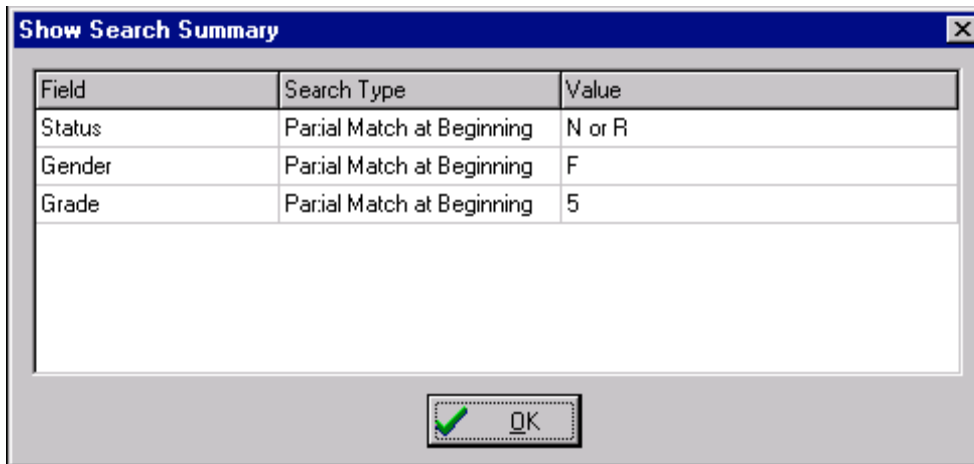 Show Search Summary
Field Search Type Value
Status Partial Match at Beginning N or R
Gender Partial Match at Beginning F
Grade Partial Match at Beginning 5
OK